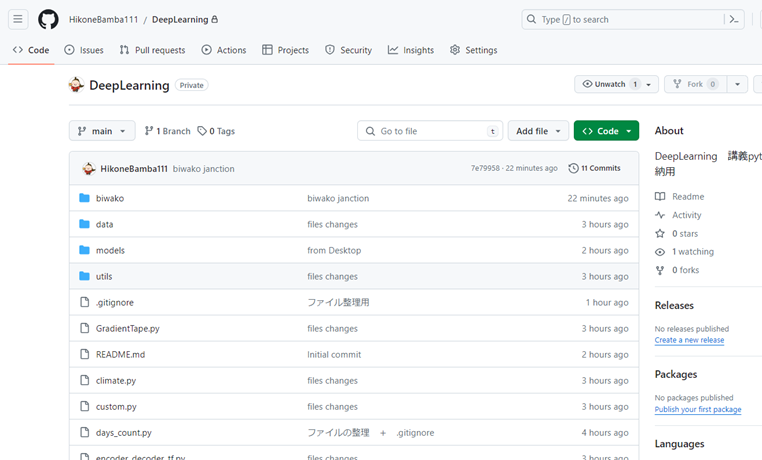 HikoneBamba111 / DeepLearning
Type / to search
Code Issues Pull requests Actions Projects Security Insights Settings
DeepLearning Private Unwatch 1 Fork 0
main 1 Branch 0 Tags Go to file t Add file Code
HikoneBamba111 biwako janction 7e79958 · 22 minutes ago 11 Commits
biwako biwako janction 22 minutes ago
data files changes 3 hours ago
models from Desktop 2 hours ago
utils files changes 3 hours ago
.gitignore ファイル整理用 1 hour ago
GradientTape.py files changes 3 hours ago
README.md Initial commit 2 hours ago
climate.py files changes 3 hours ago
custom.py files changes 3 hours ago
days_count.py ファイルの整理 + .gitignore 4 hours ago
encoder_decoder_tf.py files changes 3 hours ago
About
DeepLearning 講義pyt
納用
Readme
Activity
0 stars
1 watching
0 forks
Releases
No releases published
Create a new release
Packages
No packages published
Publish your first package
Languages